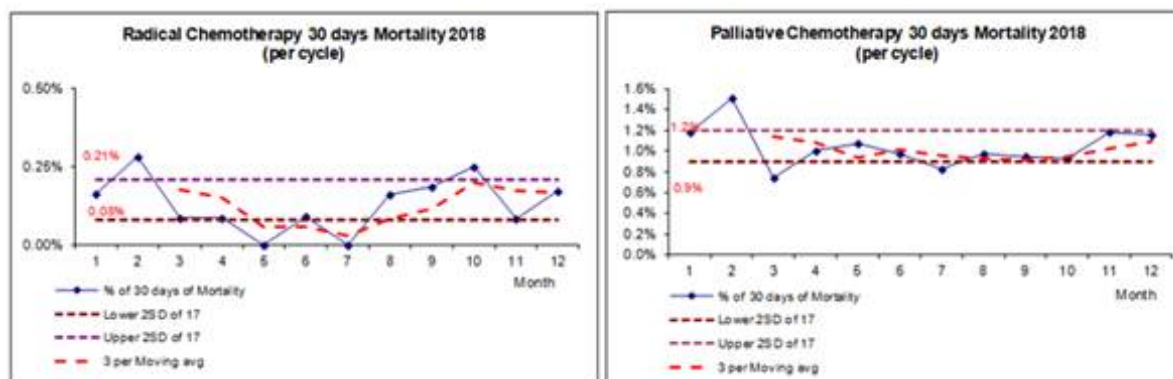 Radical Chemotherapy 30 days Mortality 2018
(per cycle)
0.50%
0.25%
0.00%
0.21%
0.08%
1 2 3 4 5 6 7 8 9 10 11 12
Month
% of 30 days of Mortality
Lower 2SD of 17
Upper 2SD of 17
3 per Moving avg
Palliative Chemotherapy 30 days Mortality 2018
(per cycle)
1.6%
1.4%
1.2%
1.0%
0.8%
0.6%
0.4%
0.2%
0.0%
1.2%
0.9%
1 2 3 4 5 6 7 8 9 10 11 12
Month
% of 30 days of Mortality
Lower 2SD of 17
Upper 2SD of 17
3 per Moving avg